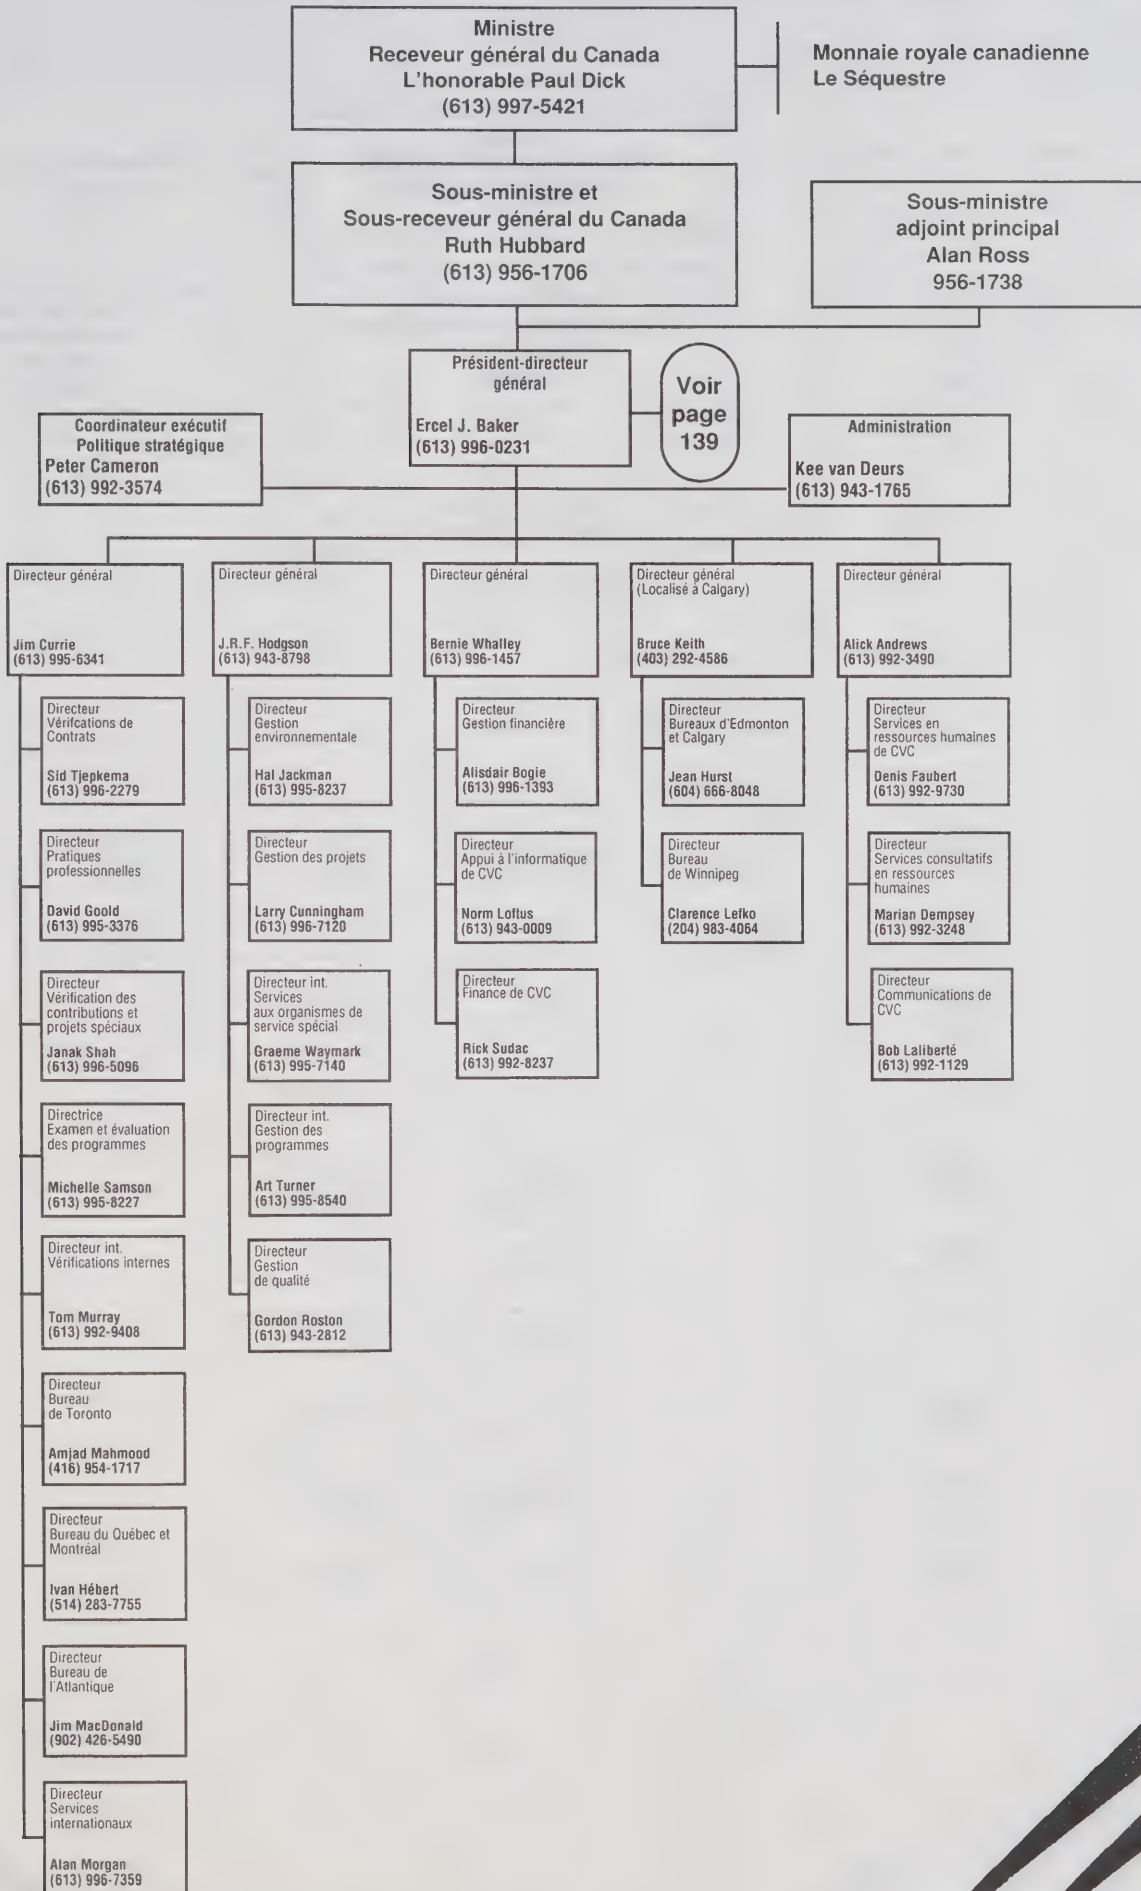 Ministre
Receveur général du Canada
L'honorable Paul Dick
(613) 997-5421
Monnaie royale canadienne
Le Séquestre
Sous-ministre et
Sous-receveur général du Canada
Ruth Hubbard
(613) 956-1706
Sous-ministre
adjoint principal
Alan Ross
956-1738
Président-directeur
général
Ercel J. Baker
(613) 996-0231
Voir
page
139
Coordinateur exécutif
Politique stratégique
Peter Cameron
(613) 992-3574
Administration
Kee van Deurs
(613) 943-1765
Directeur général
Jim Currie
(613) 995-6341
Directeur
Vérifcations de
Contrats
Sid Tjepkema
(613) 996-2279
Directeur
Pratiques
professionnelles
David Goold
(613) 995-3376
Directeur
Vérification des
contributions et
projets spéciaux
Janak Shah
(613) 996-5096
Directrice
Examen et évaluation
des programmes
Michelle Samson
(613) 995-8227
Directeur int.
Vérifications internes
Tom Murray
(613) 992-9408
Directeur
Bureau
de Toronto
Amjad Mahmood
(416) 954-1717
Directeur
Bureau du Québec et
Montréal
Ivan Hébert
(514) 283-7755
Directeur
Bureau de
l'Atlantique
Jim MacDonald
(902) 426-5490
Directeur
Services
internationaux
Alan Morgan
(613) 996-7359
Directeur général
J.R.F. Hodgson
(613) 943-8798
Directeur
Gestion
environnementale
Hal Jackman
(613) 995-8237
Directeur
Gestion des projets
Larry Cunningham
(613) 996-7120
Directeur int.
Services
aux organismes de
service spécial
Graeme Waymark
(613) 995-7140
Directeur int.
Gestion des
programmes
Art Turner
(613) 995-8540
Directeur
Gestion
de qualité
Gordon Roston
(613) 943-2812
Directeur général
Bernie Whalley
(613) 996-1457
Directeur
Gestion financière
Alisdair Bogie
(613) 996-1393
Directeur
Appui à l'informatique
de CVC
Norm Loftus
(613) 943-0009
Directeur
Finance de CVC
Rick Sudac
(613) 992-8237
Directeur général
(Localisé à Calgary)
Bruce Keith
(403) 292-4586
Directeur
Bureaux d'Edmonton
et Calgary
Jean Hurst
(604) 666-8048
Directeur
Bureau
de Winnipeg
Clarence Lefko
(204) 983-4064
Directeur général
Alick Andrews
(613) 992-3490
Directeur
Services en
ressources humaines
de CVC
Denis Faubert
(613) 992-9730
Directeur
Services consultatifs
en ressources
humaines
Marian Dempsey
(613) 992-3248
Directeur
Communications de
CVC
Bob Laliberté
(613) 992-1129